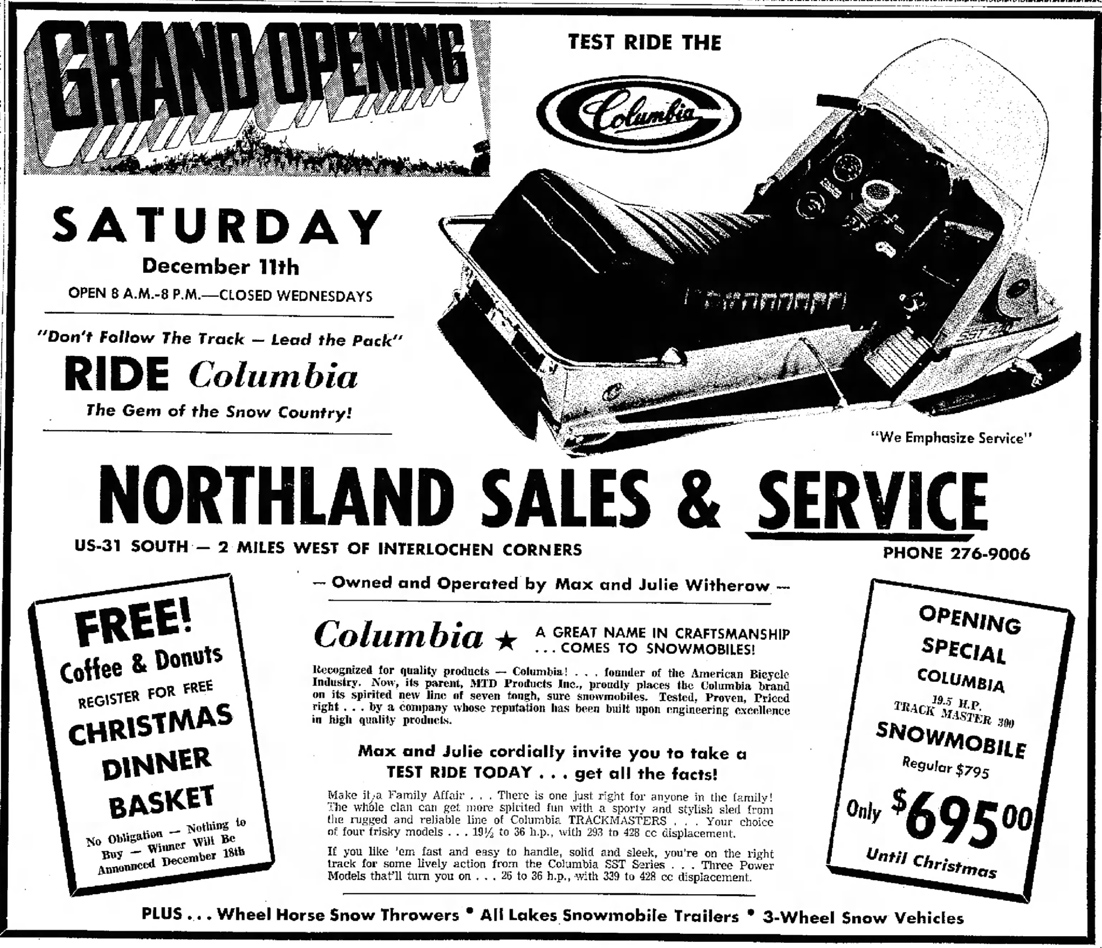 GRAND OPENING
TEST RIDE THE
Columbia
SATURDAY
December 11th
OPEN 8 A.M.-8 P.M.—CLOSED WEDNESDAYS
"Don't Follow The Track — Lead the Pack"
RIDE Columbia
The Gem of the Snow Country!
"We Emphasize Service"
NORTHLAND SALES & SERVICE
US-31 SOUTH — 2 MILES WEST OF INTERLOCHEN CORNERS
PHONE 276-9006
— Owned and Operated by Max and Julie Witherow —
FREE!
Coffee & Donuts
REGISTER FOR FREE
CHRISTMAS
DINNER
BASKET
No Obligation — Nothing to
Buy — Winner Will Be
Announced December 18th
Columbia ★ A GREAT NAME IN CRAFTSMANSHIP
. . . COMES TO SNOWMOBILES!
Recognized for quality products — Columbia! . . . founder of the American Bicycle
Industry. Now, its parent, MTD Products Inc., proudly places the Columbia brand
on its spirited new line of seven tough, sure snowmobiles. Tested, Proven, Priced
right . . . by a company whose reputation has been built upon engineering excellence
in high quality products.
Max and Julie cordially invite you to take a
TEST RIDE TODAY . . . get all the facts!
Make it a Family Affair . . . There is one just right for anyone in the family!
The whole clan can get more spirited fun with a sporty and stylish sled from
the rugged and reliable line of Columbia TRACKMASTERS . . . Your choice
of four frisky models . . . 19½ to 36 h.p., with 293 to 428 cc displacement.
If you like 'em fast and easy to handle, solid and sleek, you're on the right
track for some lively action from the Columbia SST Series . . . Three Power
Models that'll turn you on . . . 26 to 36 h.p., with 339 to 428 cc displacement.
OPENING
SPECIAL
COLUMBIA
19.5 H.P.
TRACK MASTER 300
SNOWMOBILE
Regular $795
Only $695 00
Until Christmas
PLUS . . . Wheel Horse Snow Throwers • All Lakes Snowmobile Trailers • 3-Wheel Snow Vehicles